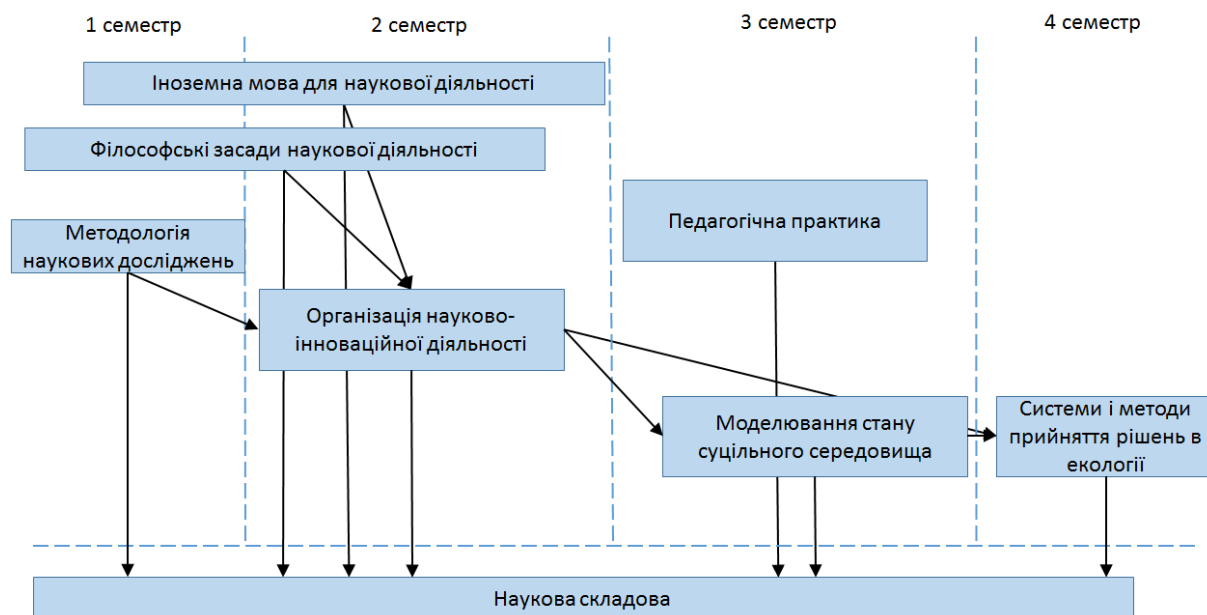 1 семестр
2 семестр
3 семестр
4 семестр
Іноземна мова для наукової діяльності
Філософські засади наукової діяльності
Педагогічна практика
Методологія
наукових досліджень
Організація науково-
інноваційної діяльності
Моделювання стану
суцільного середовища
Системи і методи
прийняття рішень в
екології
Наукова складова